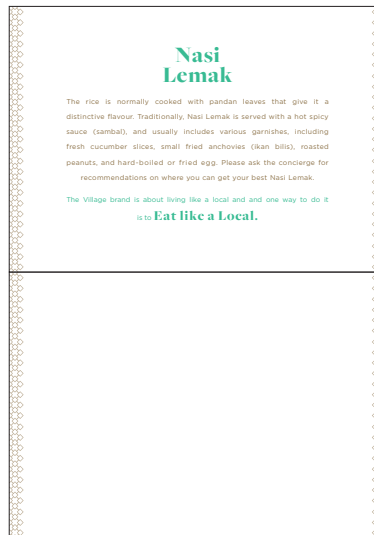 Nasi
Lemak
The rice is normally cooked with pandan leaves that give it a
distinctive flavour. Traditionally, Nasi Lemak is served with a hot spicy
sauce (sambal), and usually includes various garnishes, including
fresh cucumber slices, small fried anchovies (ikan bilis), roasted
peanuts, and hard-boiled or fried egg. Please ask the concierge for
recommendations on where you can get your best Nasi Lemak.
The Village brand is about living like a local and and one way to do it
is to Eat like a Local.